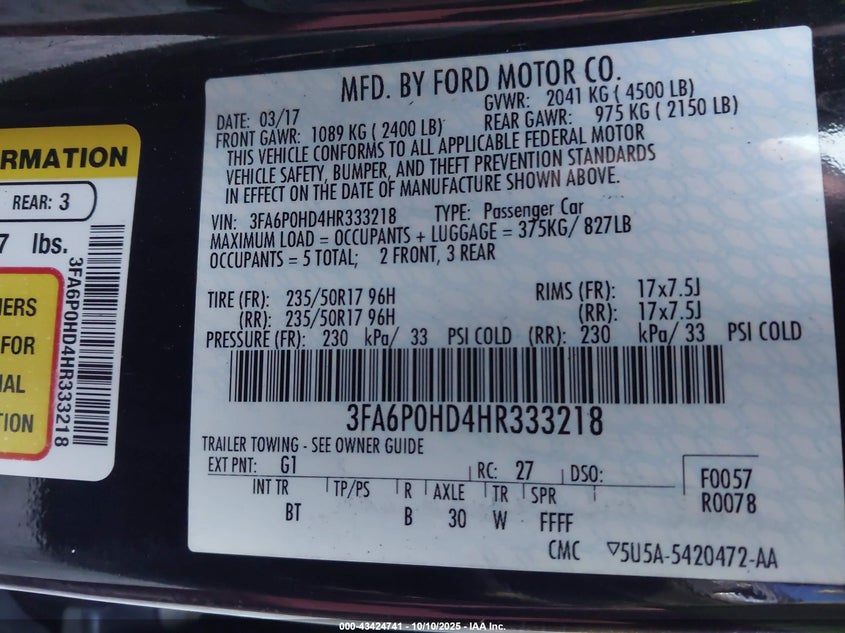 MFD. BY FORD MOTOR CO.
DATE: 03/17 GVWR: 2041 KG ( 4500 LB)
FRONT GAWR: 1089 KG ( 2400 LB) REAR GAWR: 975 KG ( 2150 LB)
THIS VEHICLE CONFORMS TO ALL APPLICABLE FEDERAL MOTOR
VEHICLE SAFETY, BUMPER, AND THEFT PREVENTION STANDARDS
IN EFFECT ON THE DATE OF MANUFACTURE SHOWN ABOVE.
VIN: 3FA6P0HD4HR333218 TYPE: Passenger Car
MAXIMUM LOAD = OCCUPANTS + LUGGAGE = 375KG/ 827LB
OCCUPANTS = 5 TOTAL; 2 FRONT, 3 REAR
TIRE (FR): 235/50R17 96H RIMS (FR): 17x7.5J
(RR): 235/50R17 96H (RR): 17x7.5J
PRESSURE (FR): 230 kPa/ 33 PSI COLD (RR): 230 kPa/ 33 PSI COLD
3FA6P0HD4HR333218
TRAILER TOWING - SEE OWNER GUIDE
EXT PNT: G1 RC: 27 DSO:
F0057
R0078
INT TR TP/PS R AXLE TR SPR
BT B 30 W FFFF
CMC ▽5U5A-5420472-AA
RMATION
REAR: 3
7 lbs.
NERS
FOR
AL
TION
3FA6P0HD4HR333218
000-43424741 - 10/10/2025 - IAA Inc.